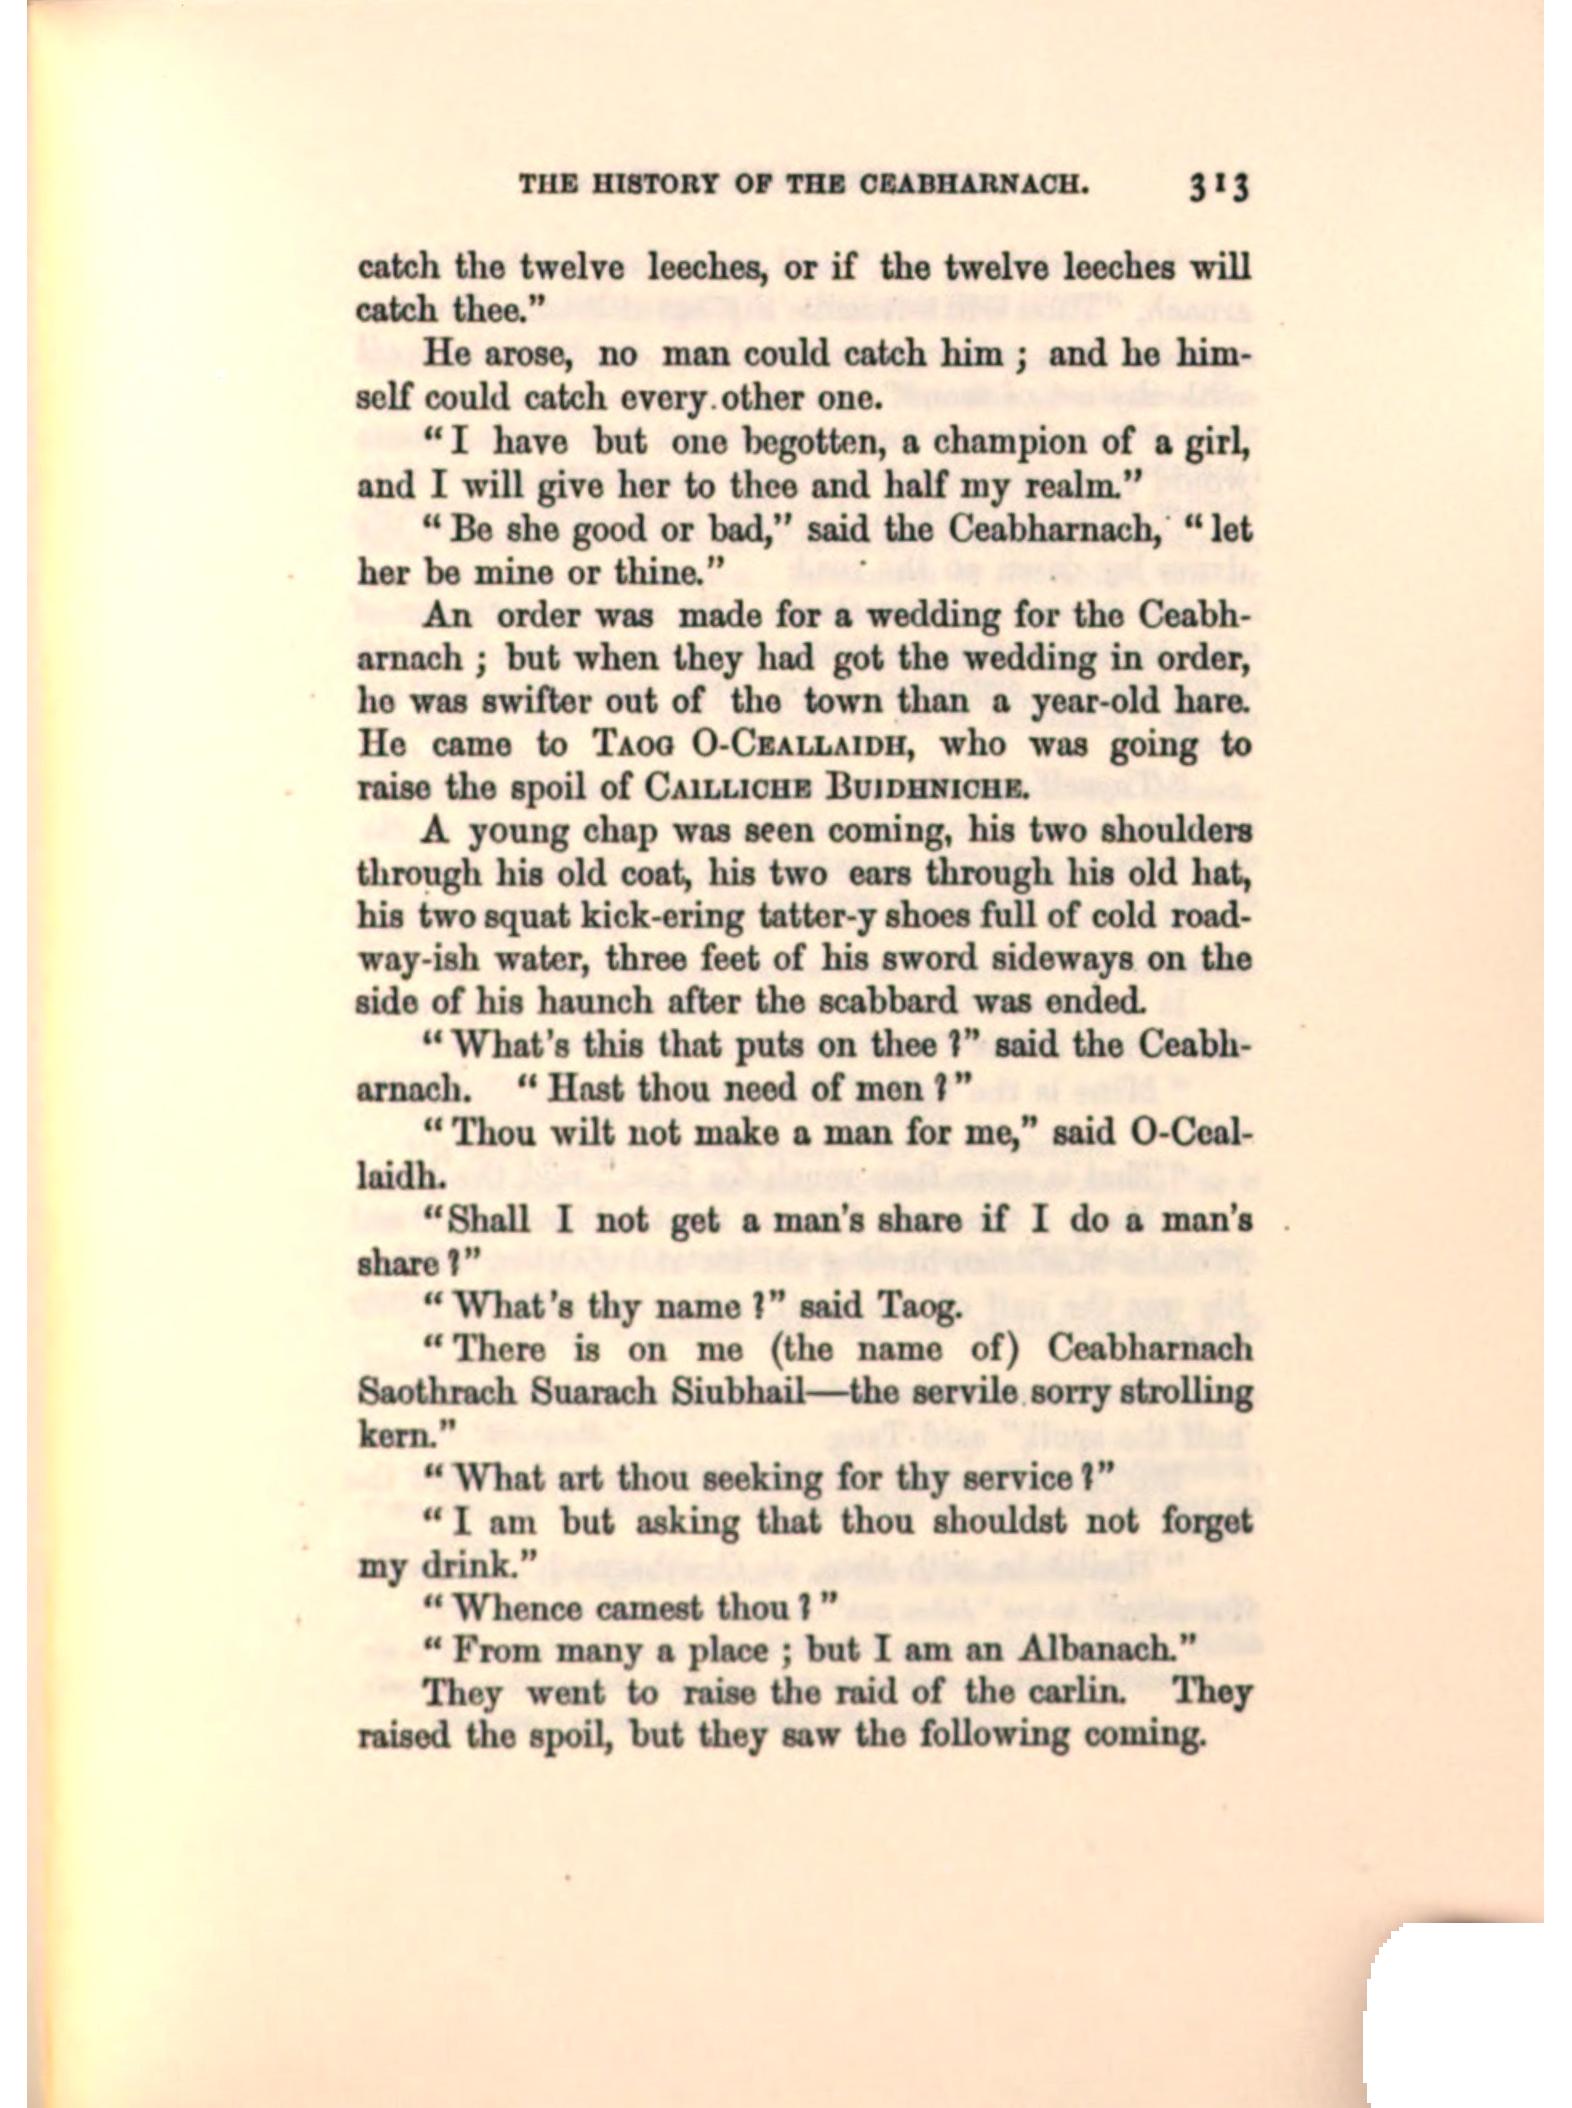 THE HISTORY OF THE CEABHARNACH. 313
catch the twelve leeches, or if the twelve leeches will
catch thee."
He arose, no man could catch him ; and he him-
self could catch every other one.
"I have but one begotten, a champion of a girl,
and I will give her to thee and half my realm."
"Be she good or bad," said the Ceabharnach, "let
her be mine or thine."
An order was made for a wedding for the Ceabh-
arnach ; but when they had got the wedding in order,
he was swifter out of the town than a year-old hare.
He came to TAOG O-CEALLAIDH, who was going to
raise the spoil of CAILLICHE BUIDHNICHE.
A young chap was seen coming, his two shoulders
through his old coat, his two ears through his old hat,
his two squat kick-ering tatter-y shoes full of cold road-
way-ish water, three feet of his sword sideways on the
side of his haunch after the scabbard was ended.
"What's this that puts on thee ?" said the Ceabh-
arnach. "Hast thou need of men ?"
"Thou wilt not make a man for me," said O-Ceal-
laidh.
"Shall I not get a man's share if I do a man's
share ?"
"What's thy name ?" said Taog.
"There is on me (the name of) Ceabharnach
Saothrach Suarach Siubhail—the servile sorry strolling
kern."
"What art thou seeking for thy service ?"
"I am but asking that thou shouldst not forget
my drink."
"Whence camest thou ?"
"From many a place ; but I am an Albanach."
They went to raise the raid of the carlin. They
raised the spoil, but they saw the following coming.